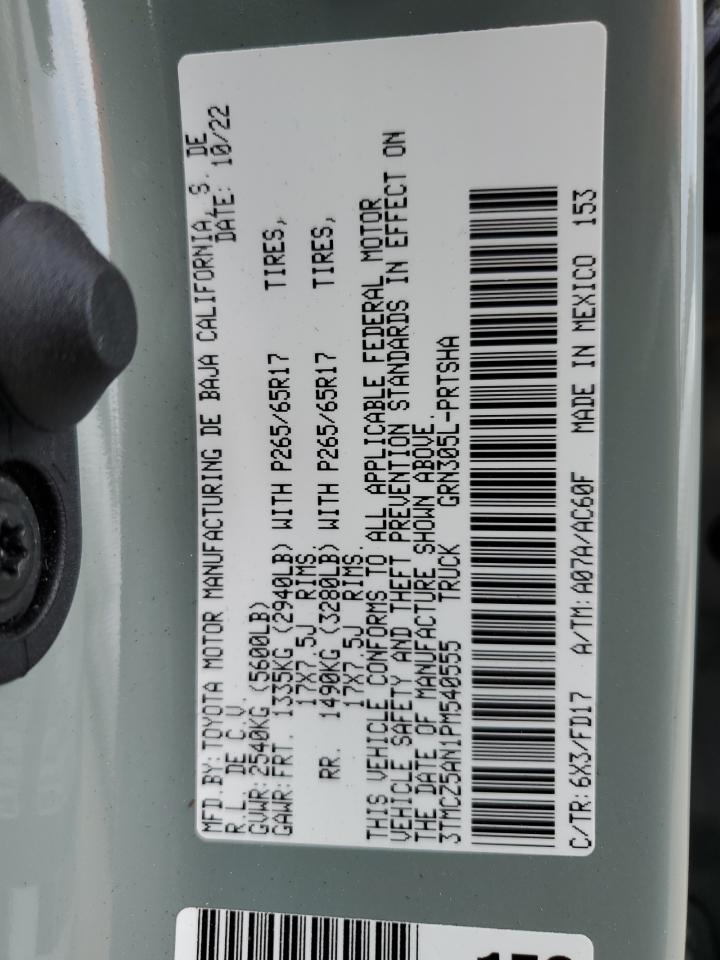 MFD.BY:TOYOTA MOTOR MANUFACTURING DE BAJA CALIFORNIA, S. DE
R.L. DE C.V. DATE: 10/22
GVWR:2540KG (5600LB)
GAWR:FRT. 1335KG (2940LB) WITH P265/65R17 TIRES,
17X7.5J RIMS.
RR. 1490KG (3280LB) WITH P265/65R17 TIRES,
17X7.5J RIMS.
THIS VEHICLE CONFORMS TO ALL APPLICABLE FEDERAL MOTOR
VEHICLE SAFETY AND THEFT PREVENTION STANDARDS IN EFFECT ON
THE DATE OF MANUFACTURE SHOWN ABOVE.
3TMCZ5AN1PM540555 TRUCK GRN305L-PRTSHA
C/TR:6X3/FD17 A/TM:A07A/AC60F MADE IN MEXICO 153